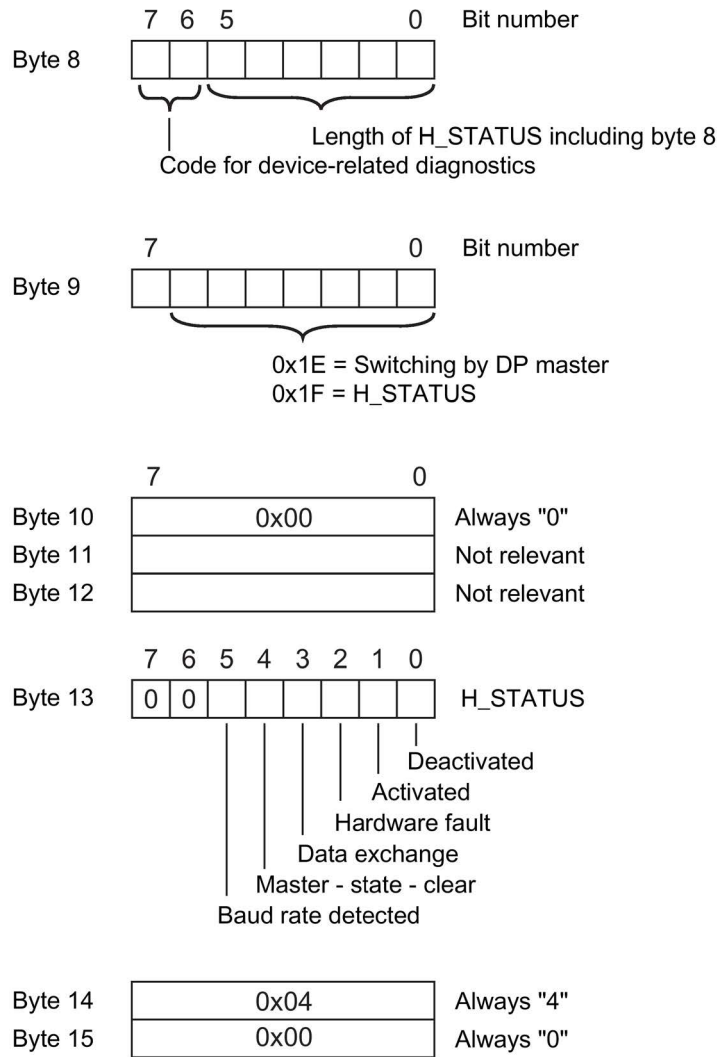 7 6 5 0 Bit number
Byte 8
Length of H_STATUS including byte 8
Code for device-related diagnostics
7 0 Bit number
Byte 9
0x1E = Switching by DP master
0x1F = H_STATUS
7 0
Byte 10 0x00 Always "0"
Byte 11 Not relevant
Byte 12 Not relevant
7 6 5 4 3 2 1 0
Byte 13 0 0 H_STATUS
Deactivated
Activated
Hardware fault
Data exchange
Master - state - clear
Baud rate detected
Byte 14 0x04 Always "4"
Byte 15 0x00 Always "0"